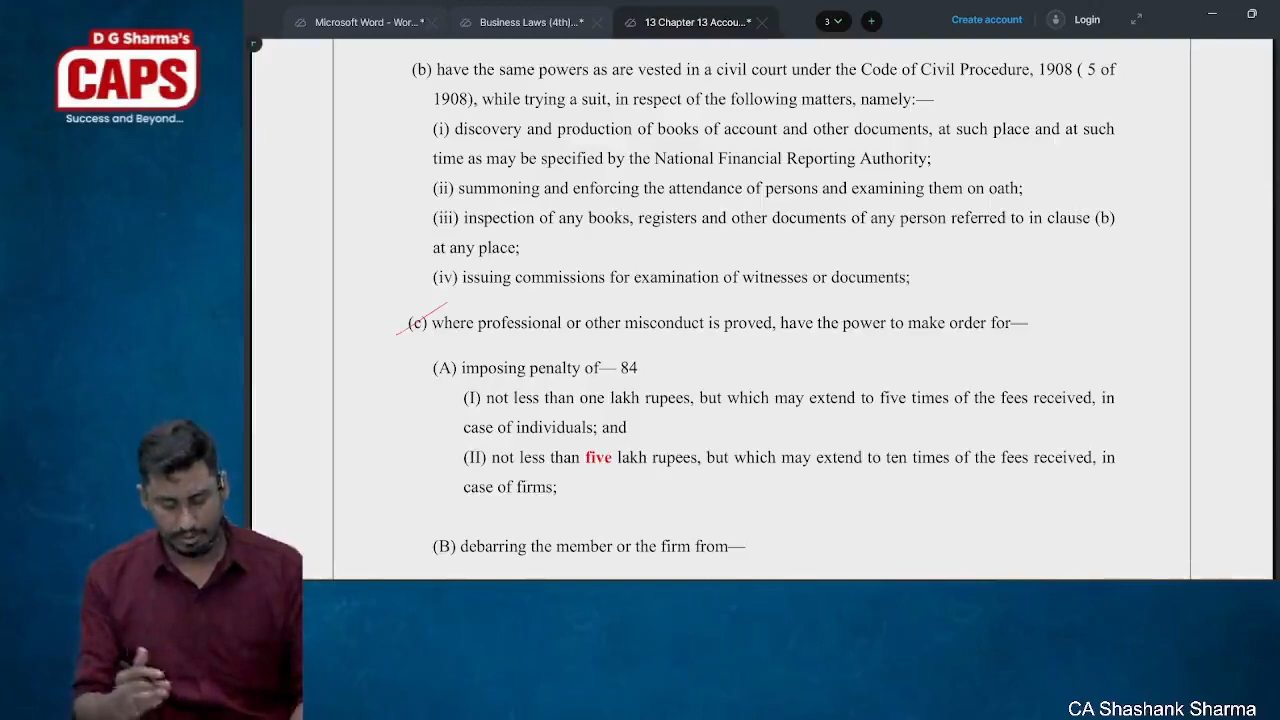 D G Sharma's
CAPS
Success and Beyond...
Microsoft Word - Wor...*
Business Laws (4th)...*
13 Chapter 13 Accou...*
3
Create account
Login
(b) have the same powers as are vested in a civil court under the Code of Civil Procedure, 1908 ( 5 of
1908), while trying a suit, in respect of the following matters, namely:—
(i) discovery and production of books of account and other documents, at such place and at such
time as may be specified by the National Financial Reporting Authority;
(ii) summoning and enforcing the attendance of persons and examining them on oath;
(iii) inspection of any books, registers and other documents of any person referred to in clause (b)
at any place;
(iv) issuing commissions for examination of witnesses or documents;
(c) where professional or other misconduct is proved, have the power to make order for—
(A) imposing penalty of— 84
(I) not less than one lakh rupees, but which may extend to five times of the fees received, in
case of individuals; and
(II) not less than five lakh rupees, but which may extend to ten times of the fees received, in
case of firms;
(B) debarring the member or the firm from—
CA Shashank Sharma